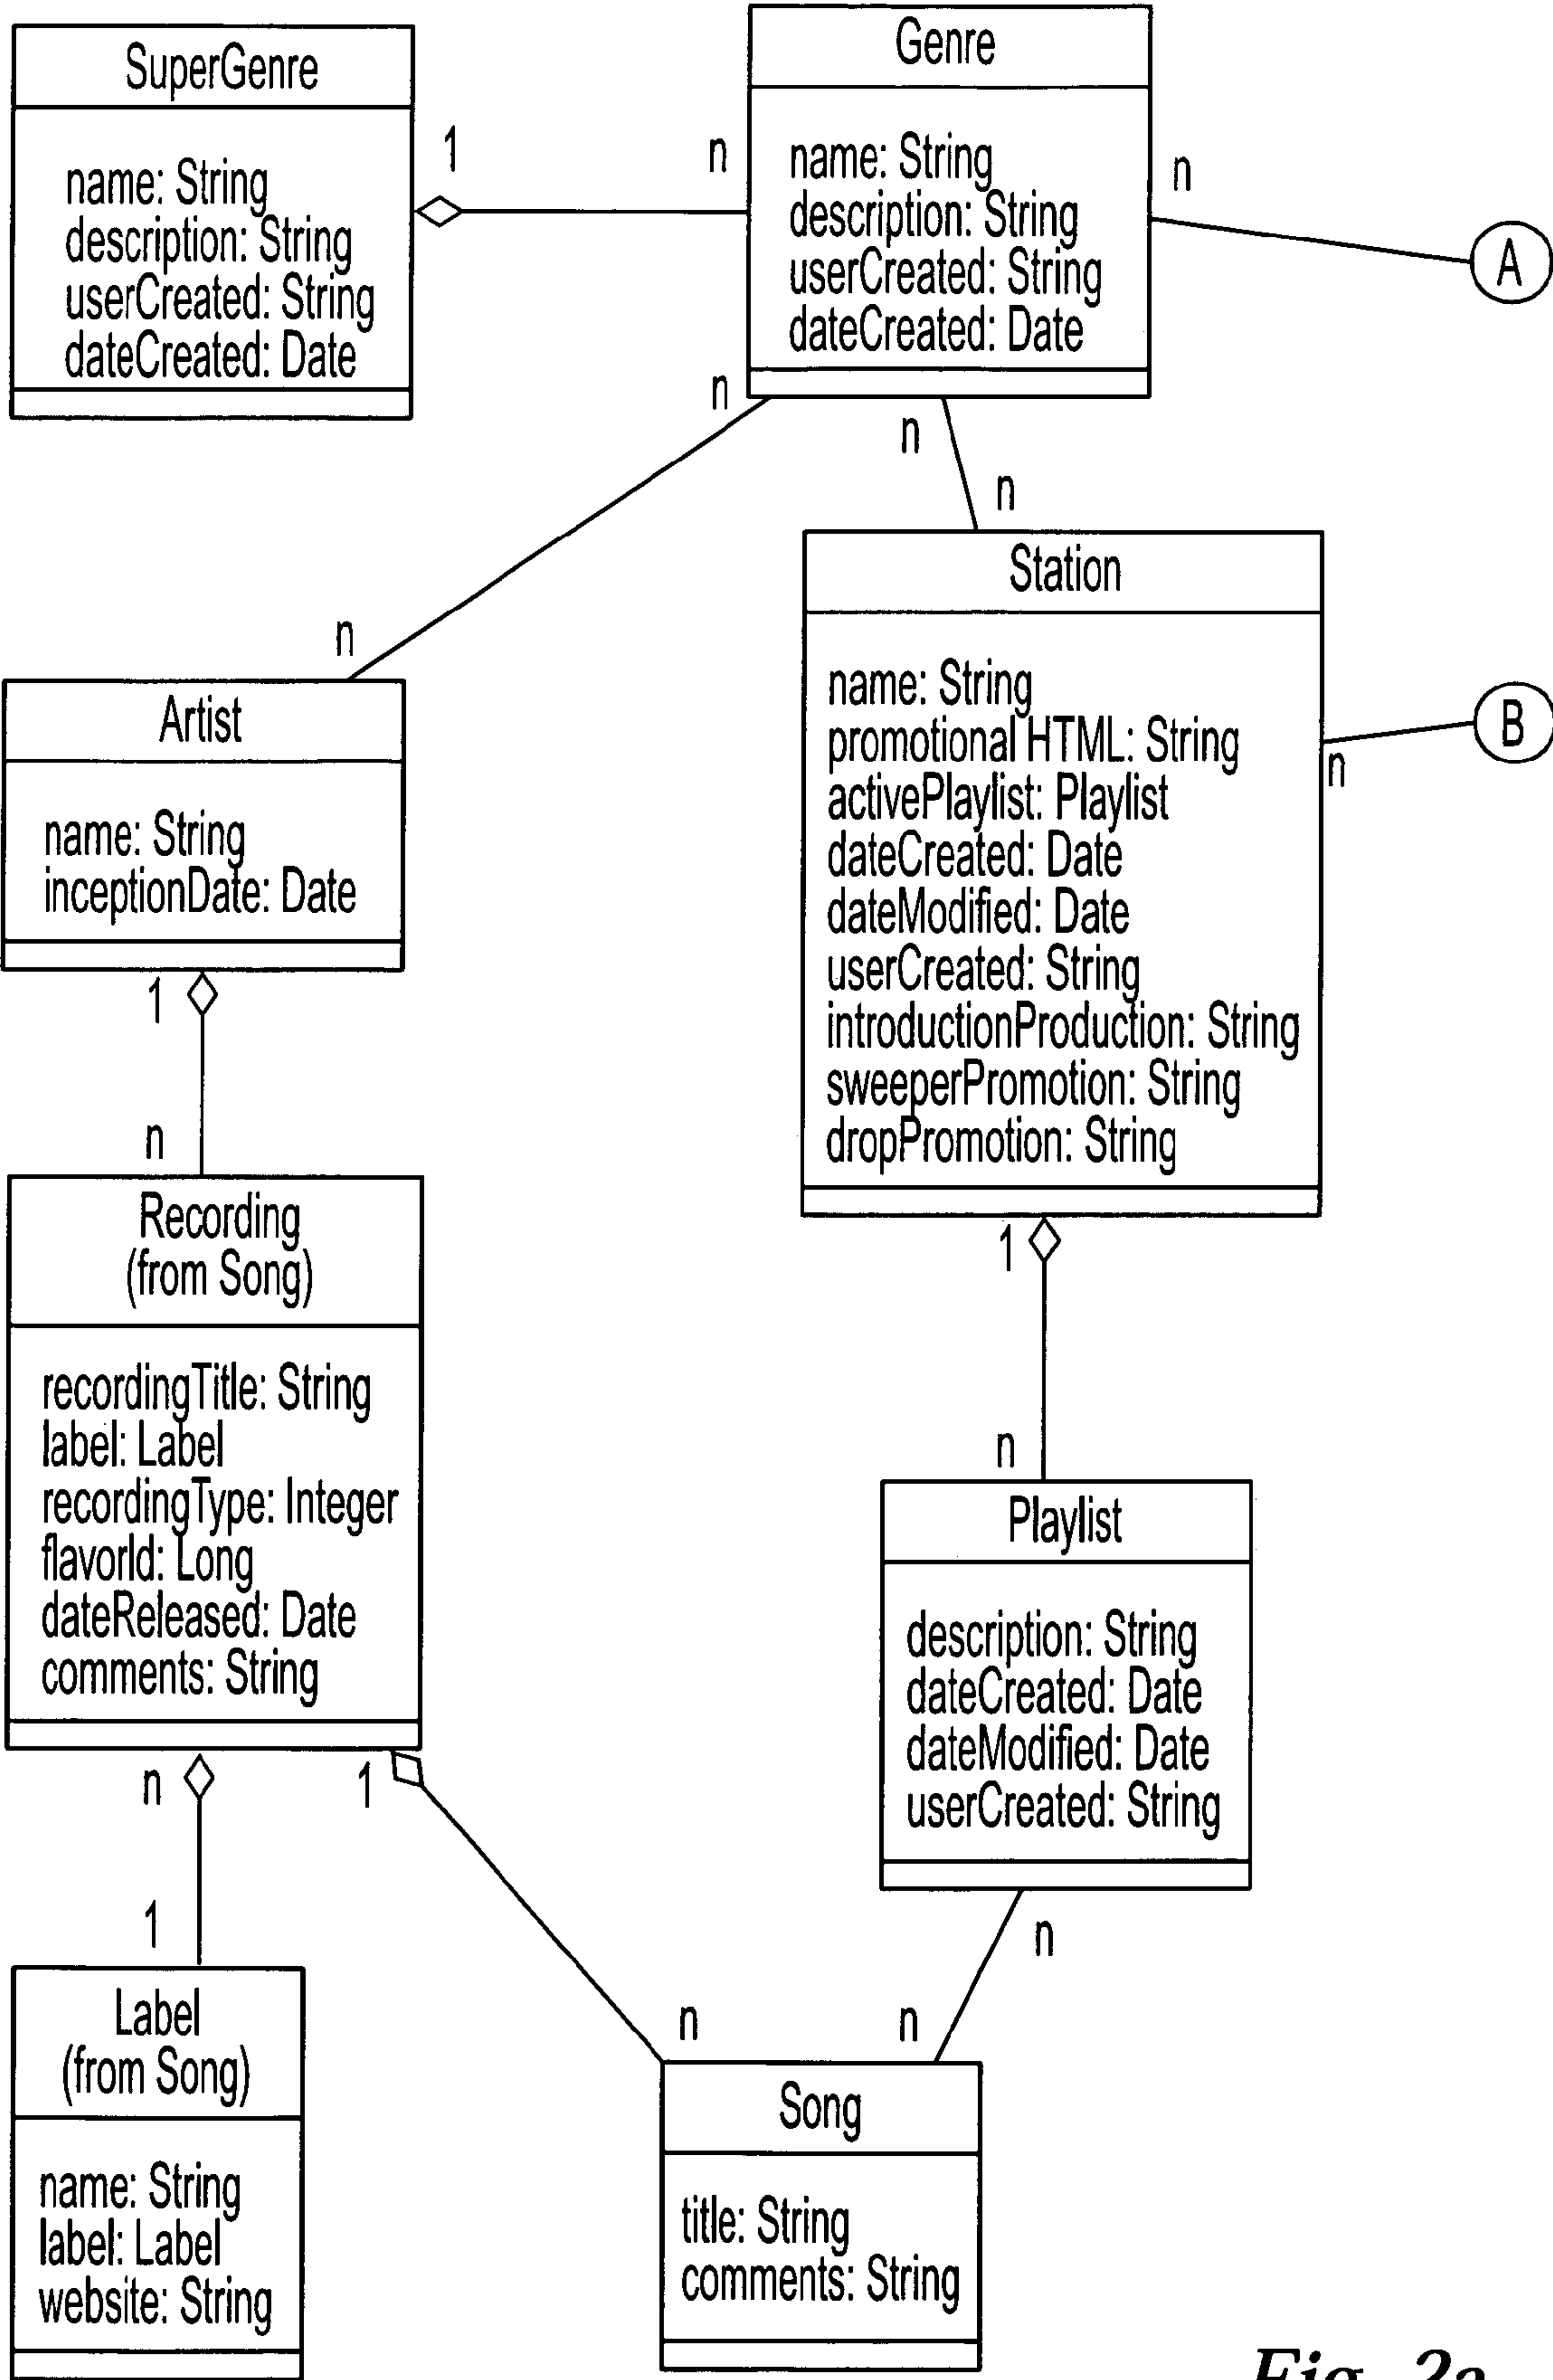 SuperGenre
name: String
description: String
userCreated: String
dateCreated: Date
1
n
Genre
name: String
description: String
userCreated: String
dateCreated: Date
n
A
n
n
n
n
Station
name: String
promotional HTML: String
activePlaylist: Playlist
dateCreated: Date
dateModified: Date
userCreated: String
introductionProduction: String
sweeperPromotion: String
dropPromotion: String
n
B
Artist
name: String
inceptionDate: Date
1
n
Recording
(from Song)
recordingTitle: String
label: Label
recordingType: Integer
flavorId: Long
dateReleased: Date
comments: String
1
n
Playlist
description: String
dateCreated: Date
dateModified: Date
userCreated: String
n
1
1
n
n
n
Label
(from Song)
name: String
label: Label
website: String
Song
title: String
comments: String
Fig. 2a